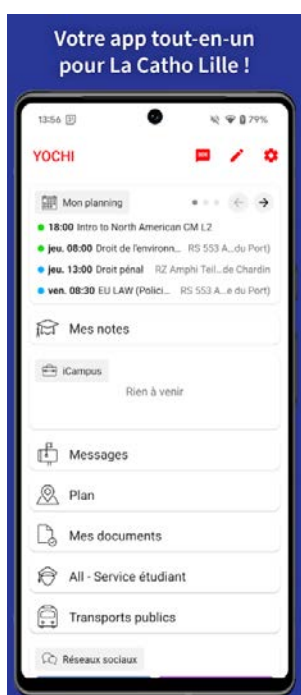 Votre app tout-en-un
pour La Catho Lille !
13:56 79%
YOCHI
Mon planning
18:00 Intro to North American CM L2
jeu. 08:00 Droit de l'environn... RS 553 A...du Port)
jeu. 13:00 Droit pénal RZ Amphi Teil...de Chardin
ven. 08:30 EU LAW (Polici... RS 553 A...e du Port)
Mes notes
iCampus
Rien à venir
Messages
Plan
Mes documents
All - Service étudiant
Transports publics
Réseaux sociaux